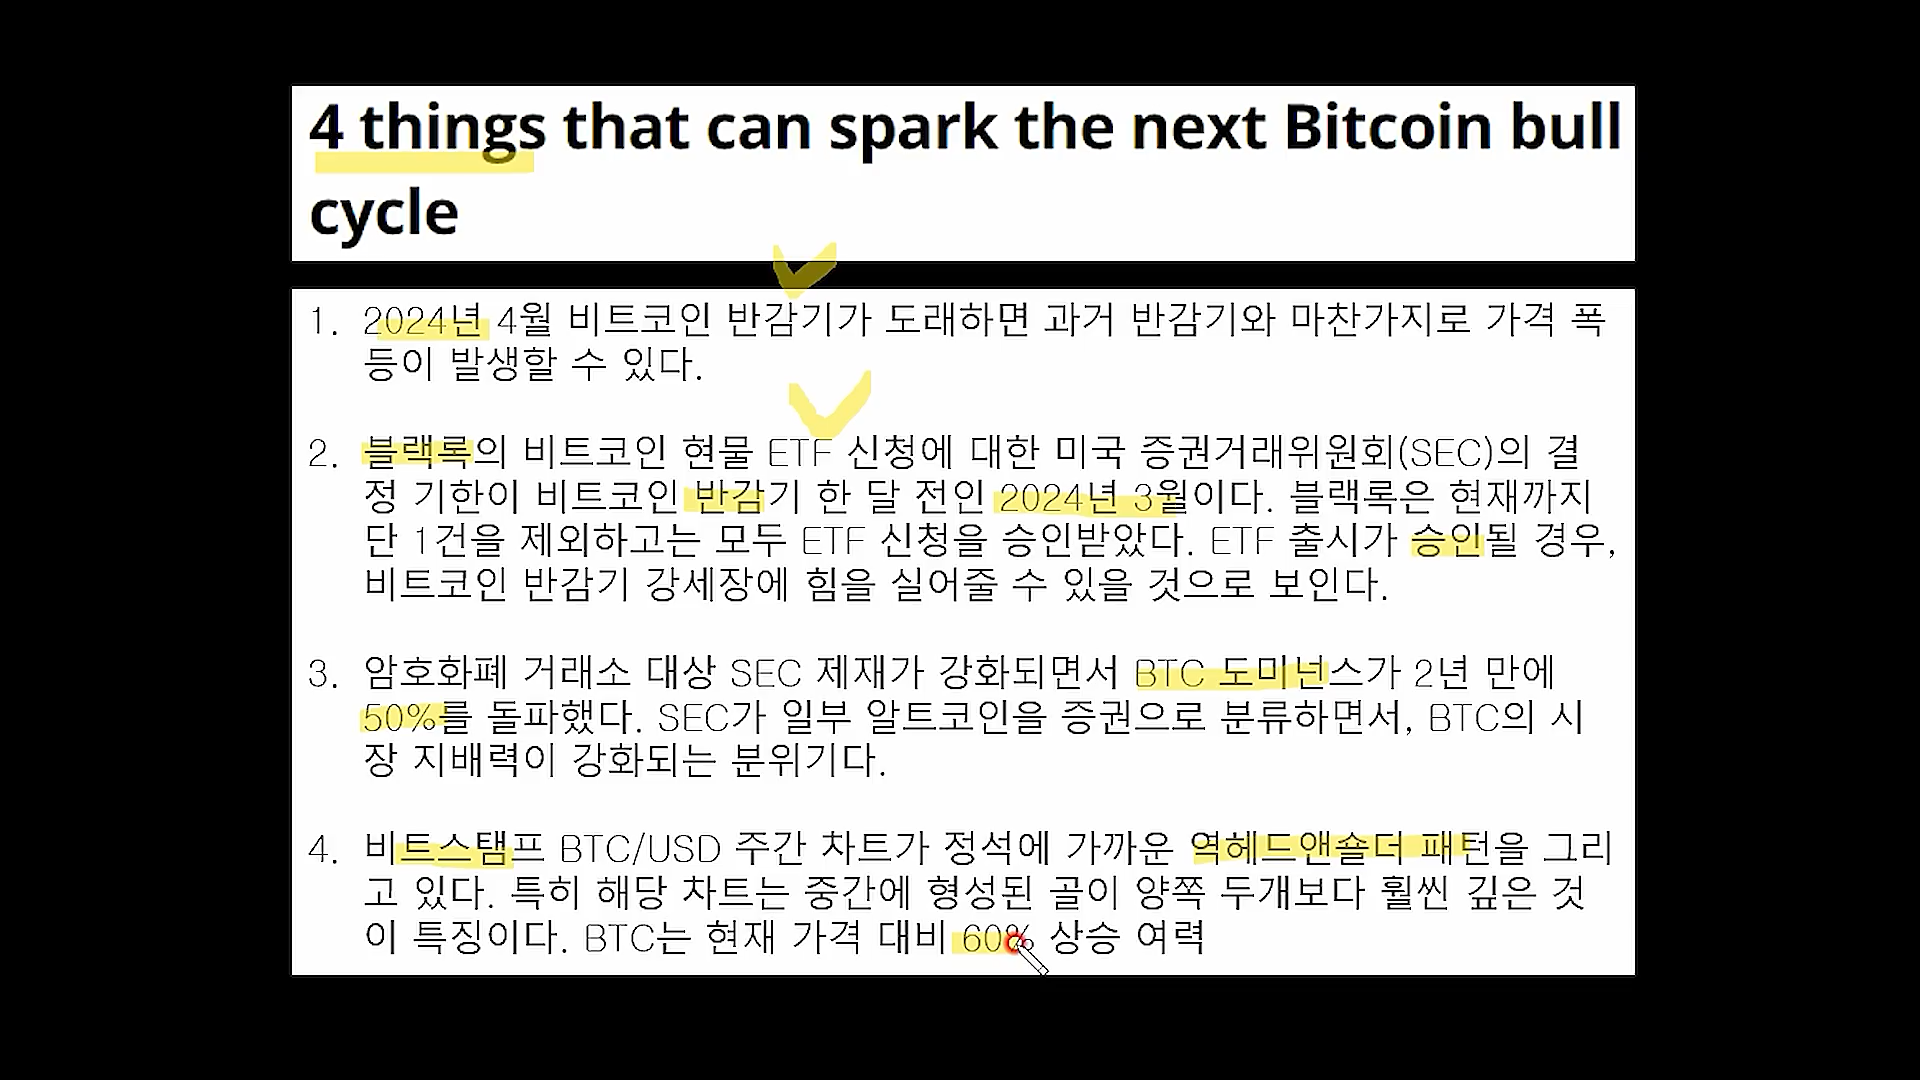 4 things that can spark the next Bitcoin bull
cycle
1. 2024년 4월 비트코인 반감기가 도래하면 과거 반감기와 마찬가지로 가격 폭
등이 발생할 수 있다.
2. 블랙록의 비트코인 현물 ETF 신청에 대한 미국 증권거래위원회(SEC)의 결
정 기한이 비트코인 반감기 한 달 전인 2024년 3월이다. 블랙록은 현재까지
단 1건을 제외하고는 모두 ETF 신청을 승인받았다. ETF 출시가 승인될 경우,
비트코인 반감기 강세장에 힘을 실어줄 수 있을 것으로 보인다.
3. 암호화폐 거래소 대상 SEC 제재가 강화되면서 BTC 도미넌스가 2년 만에
50%를 돌파했다. SEC가 일부 알트코인을 증권으로 분류하면서, BTC의 시
장 지배력이 강화되는 분위기다.
4. 비트스탬프 BTC/USD 주간 차트가 정석에 가까운 역헤드앤숄더 패턴을 그리
고 있다. 특히 해당 차트는 중간에 형성된 골이 양쪽 두개보다 훨씬 깊은 것
이 특징이다. BTC는 현재 가격 대비 60% 상승 여력